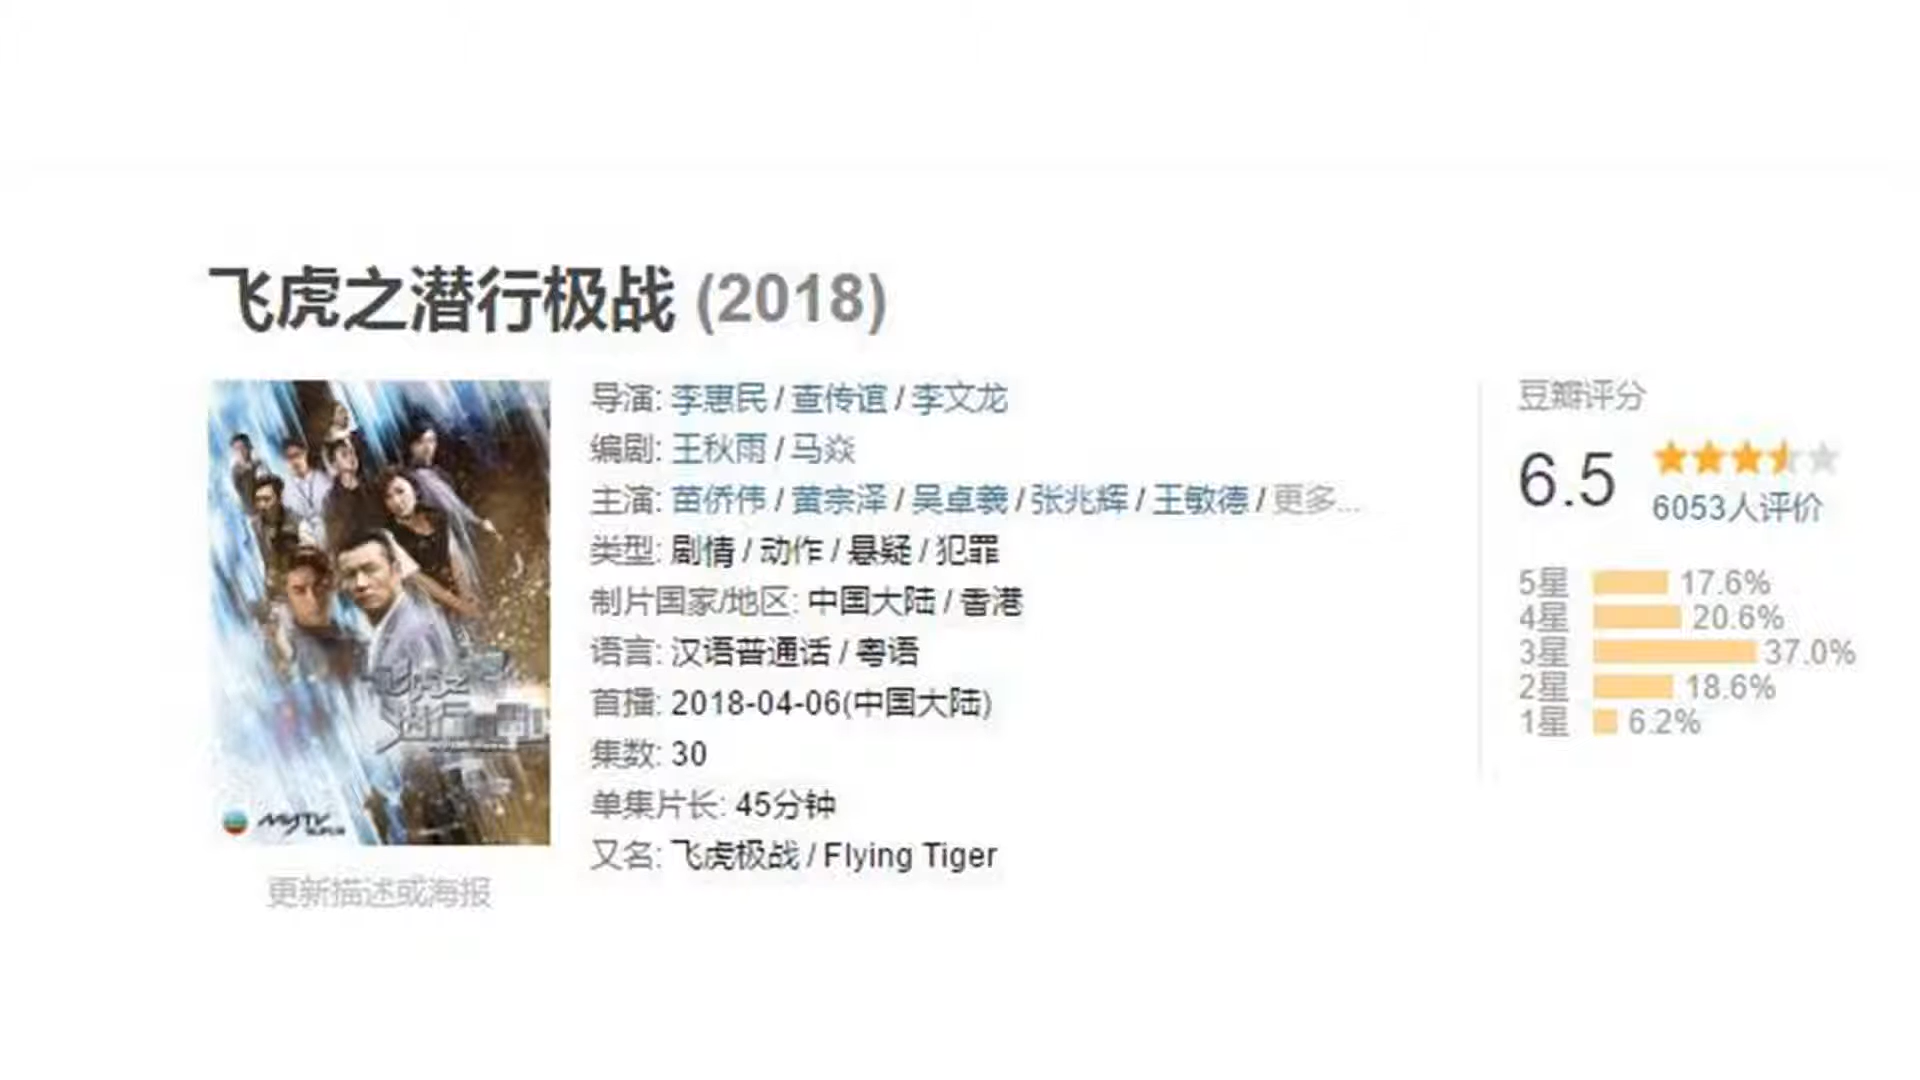 飞虎之潜行极战 (2018)
导演: 李惠民 / 查传谊 / 李文龙
编剧: 王秋雨 / 马焱
主演: 苗侨伟 / 黄宗泽 / 吴卓羲 / 张兆辉 / 王敏德 / 更多...
类型: 剧情 / 动作 / 悬疑 / 犯罪
制片国家/地区: 中国大陆 / 香港
语言: 汉语普通话 / 粤语
首播: 2018-04-06(中国大陆)
集数: 30
单集片长: 45分钟
又名: 飞虎极战 / Flying Tiger
更新描述或海报
myTV
SUPER
豆瓣评分
6.5
6053人评价
5星 17.6%
4星 20.6%
3星 37.0%
2星 18.6%
1星 6.2%